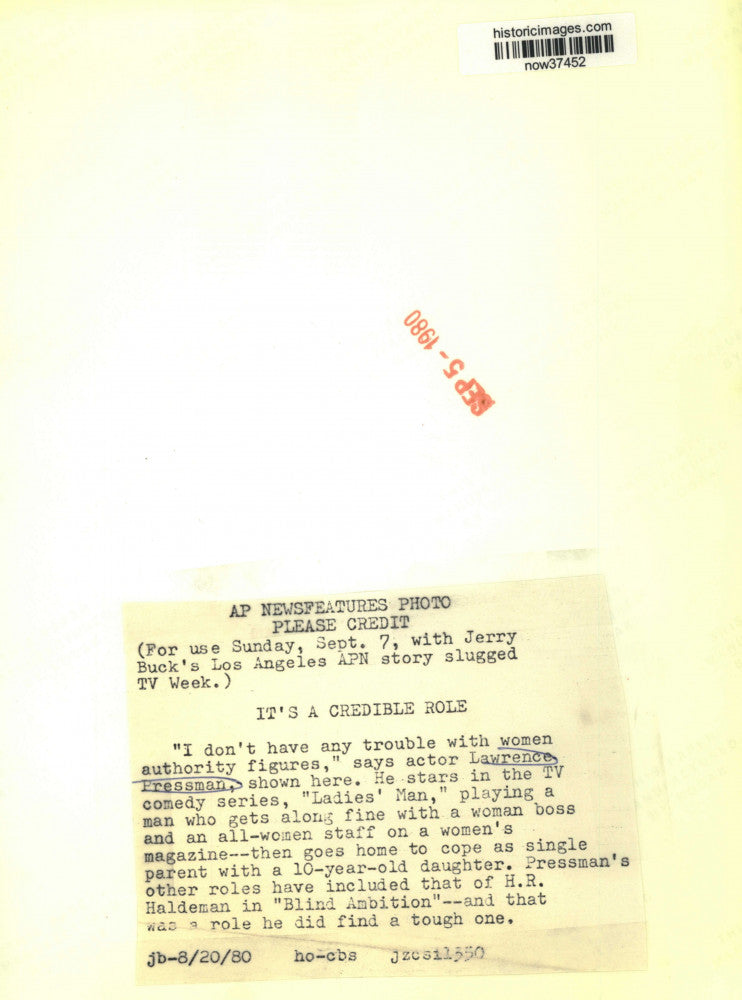 historicimages.com
now37452
SEP 5 - 1980
AP NEWSFEATURES PHOTO
PLEASE CREDIT
(For use Sunday, Sept. 7, with Jerry
Buck's Los Angeles APN story slugged
TV Week.)
IT'S A CREDIBLE ROLE
"I don't have any trouble with women
authority figures," says actor Lawrence
Pressman, shown here. He stars in the TV
comedy series, "Ladies' Man," playing a
man who gets along fine with a woman boss
and an all-women staff on a women's
magazine--then goes home to cope as single
parent with a 10-year-old daughter. Pressman's
other roles have included that of H.R.
Haldeman in "Blind Ambition"--and that
was a role he did find a tough one.
jb-8/20/80 ho-cbs